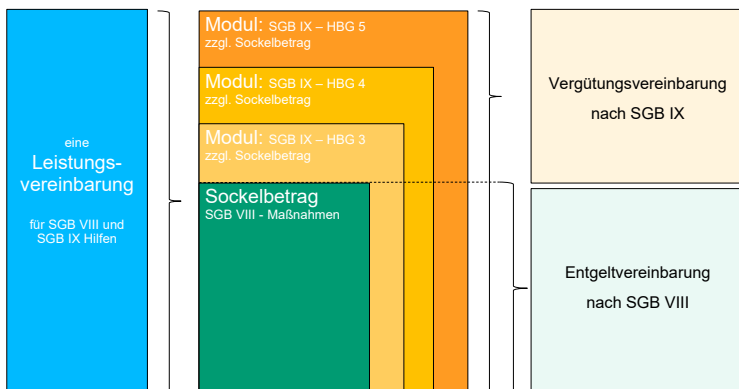 eine
Leistungs-
vereinbarung
für SGB VIII und
SGB IX Hilfen
Modul: SGB IX – HBG 5
zzgl. Sockelbetrag
Modul: SGB IX – HBG 4
zzgl. Sockelbetrag
Modul: SGB IX – HBG 3
zzgl. Sockelbetrag
Sockelbetrag
SGB VIII - Maßnahmen
Vergütungsvereinbarung
nach SGB IX
Entgeltvereinbarung
nach SGB VIII